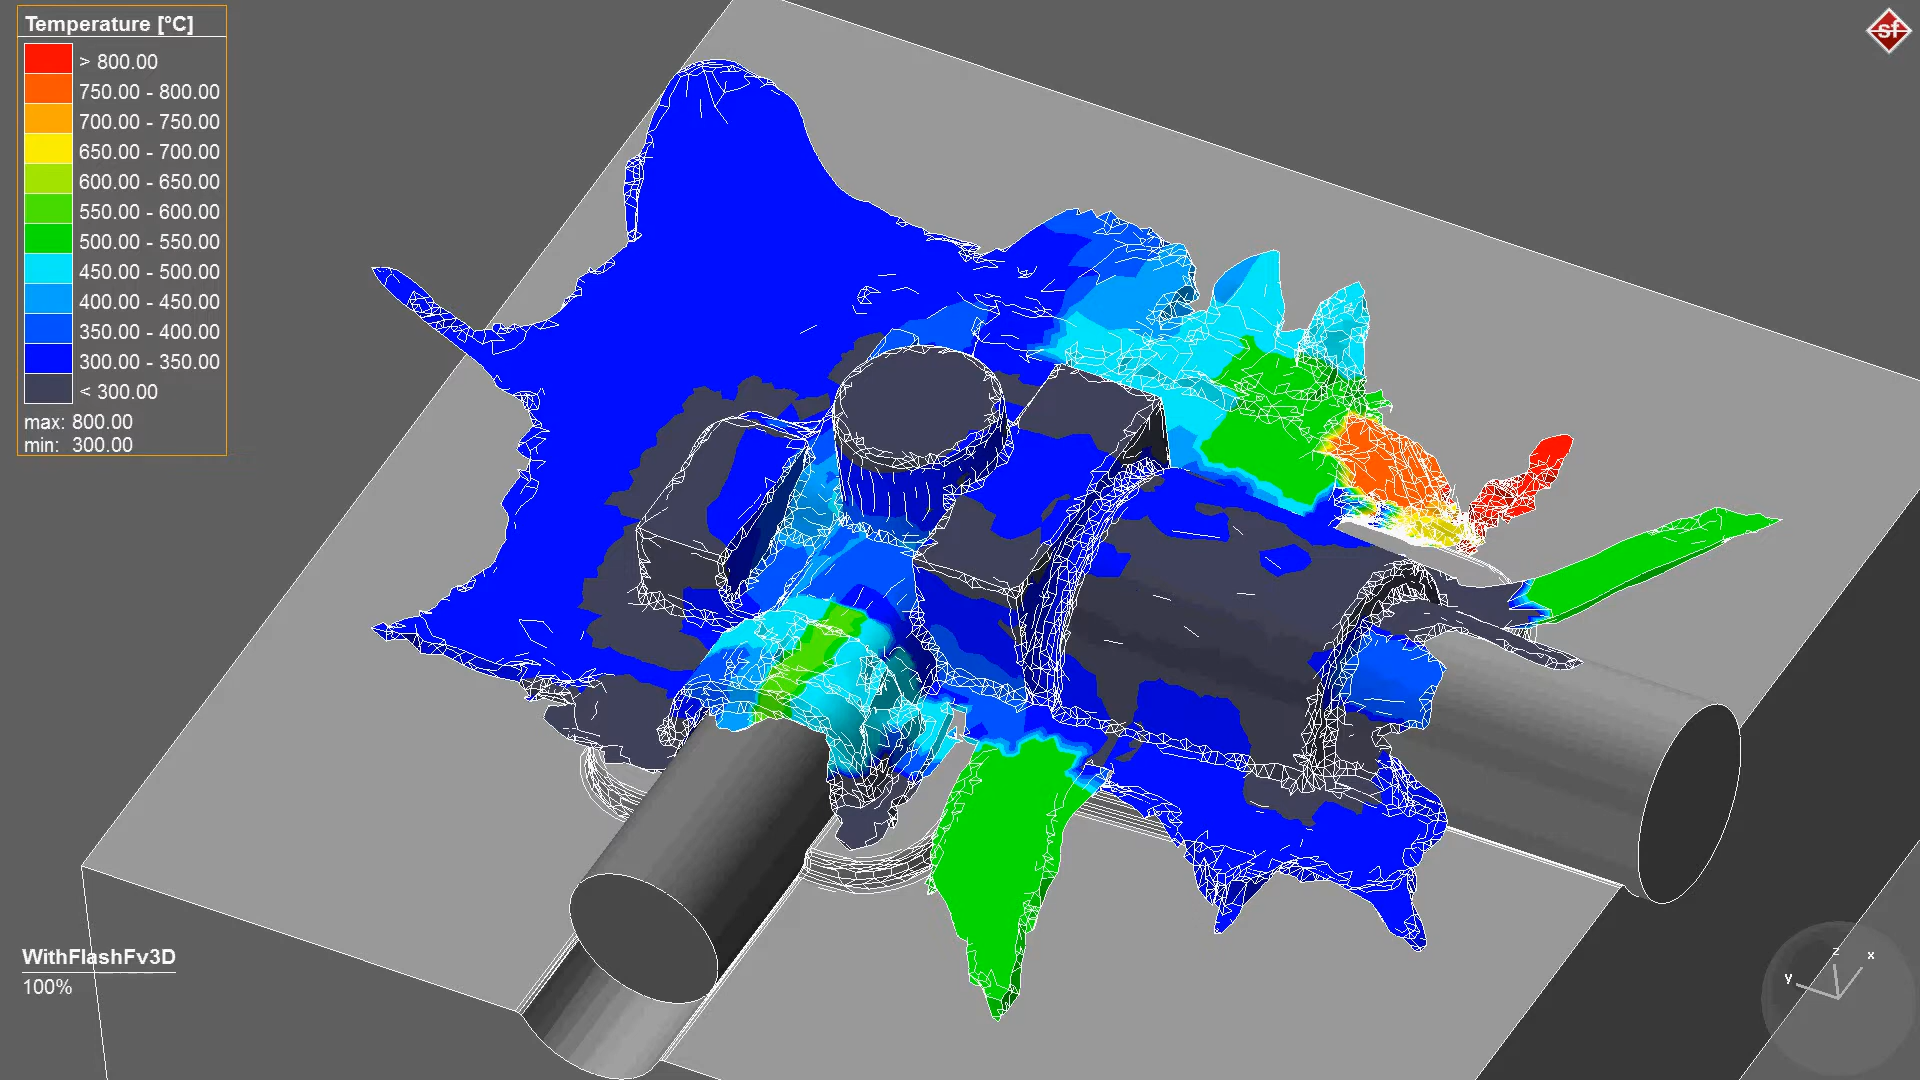 Temperature [°C]
> 800.00
750.00 - 800.00
700.00 - 750.00
650.00 - 700.00
600.00 - 650.00
550.00 - 600.00
500.00 - 550.00
450.00 - 500.00
400.00 - 450.00
350.00 - 400.00
300.00 - 350.00
< 300.00
max: 800.00
min: 300.00
sf
WithFlashFv3D
100%
z
x
y